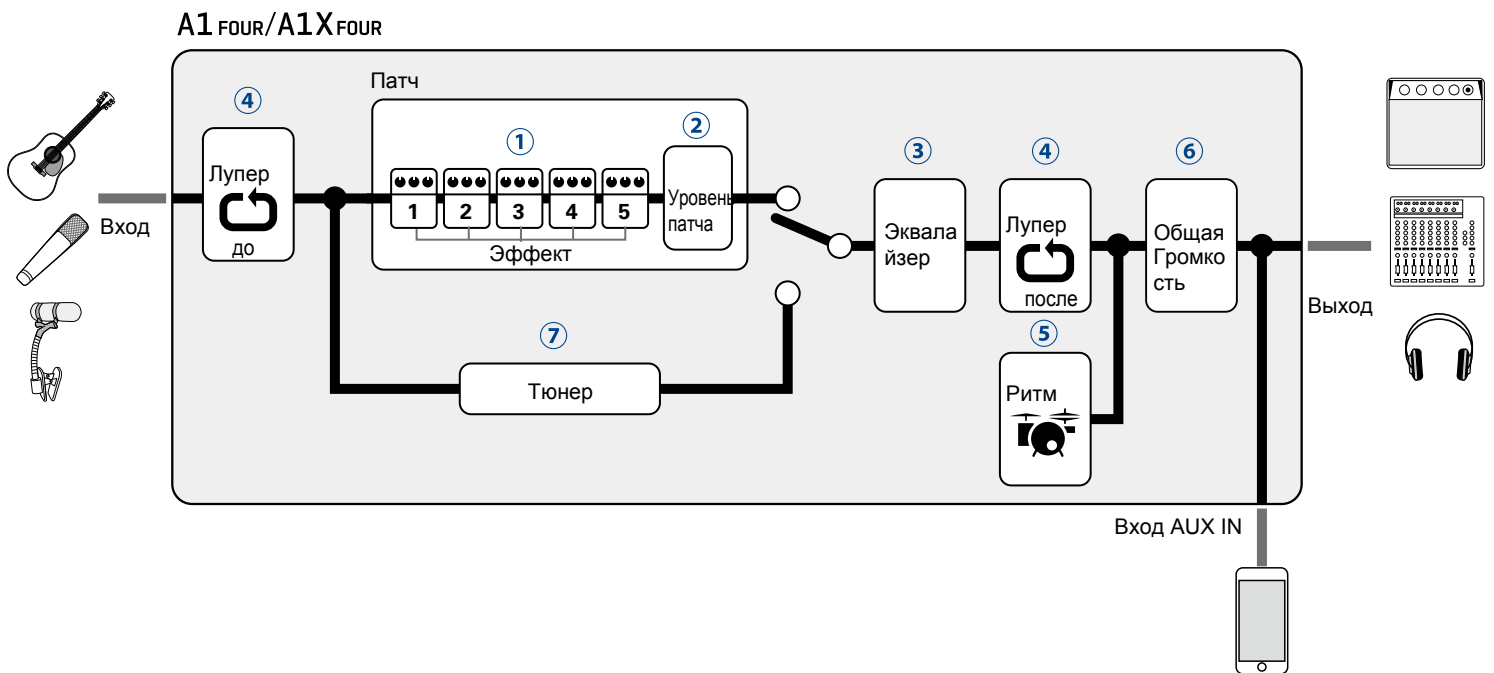 A1 FOUR/A1X FOUR
Патч
④
①
②
③
④
⑥
Лупер
до
Вход
1 2 3 4 5
Эффект
Уровень
патча
Эквала
йзер
Лупер
после
Общая
Громко
сть
Выход
⑦
Тюнер
⑤
Ритм
Вход AUX IN